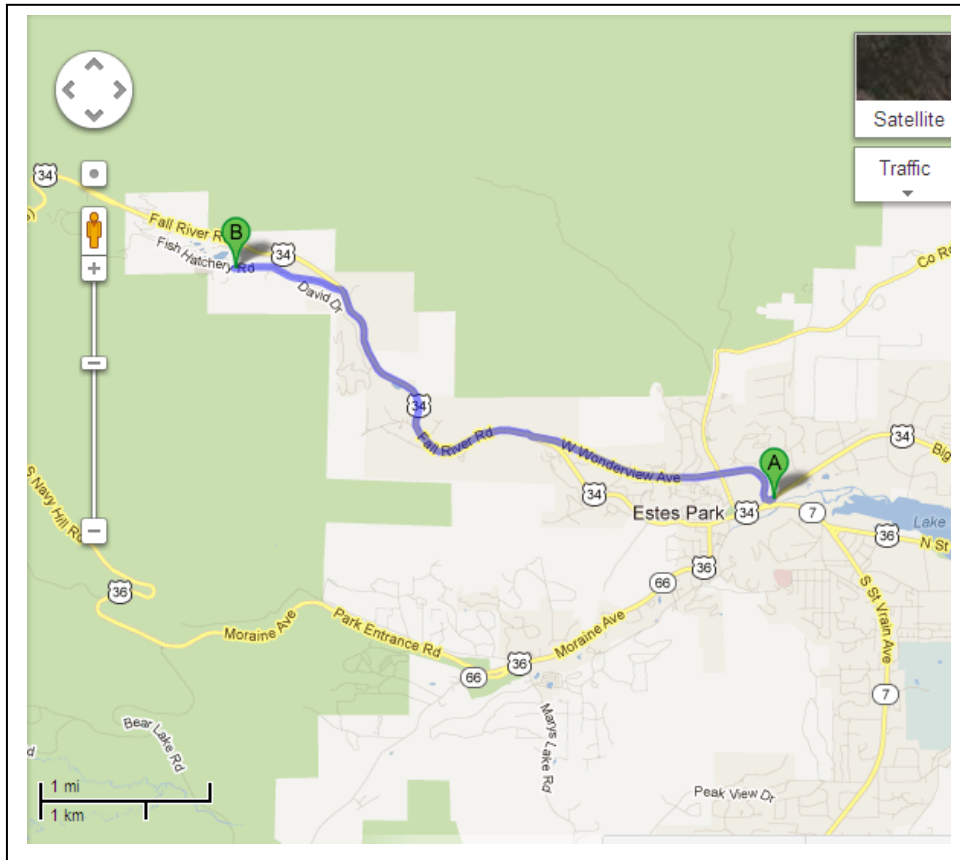 Satellite
Traffic
34
Fall River R
B
Fish Hatchery Rd
34
David Dr
Co Ro
34
Fall River Rd
W Wonderview Ave
A
34
Big
34
Estes Park
34
7
Lake
36
N St
S Navy Hill Rd
36
36
66
S St Vrain Ave
Moraine Ave
Park Entrance Rd
Moraine Ave
36
66
7
Bear Lake Rd
Marys Lake Rd
d
1 mi
1 km
Peak View Dr